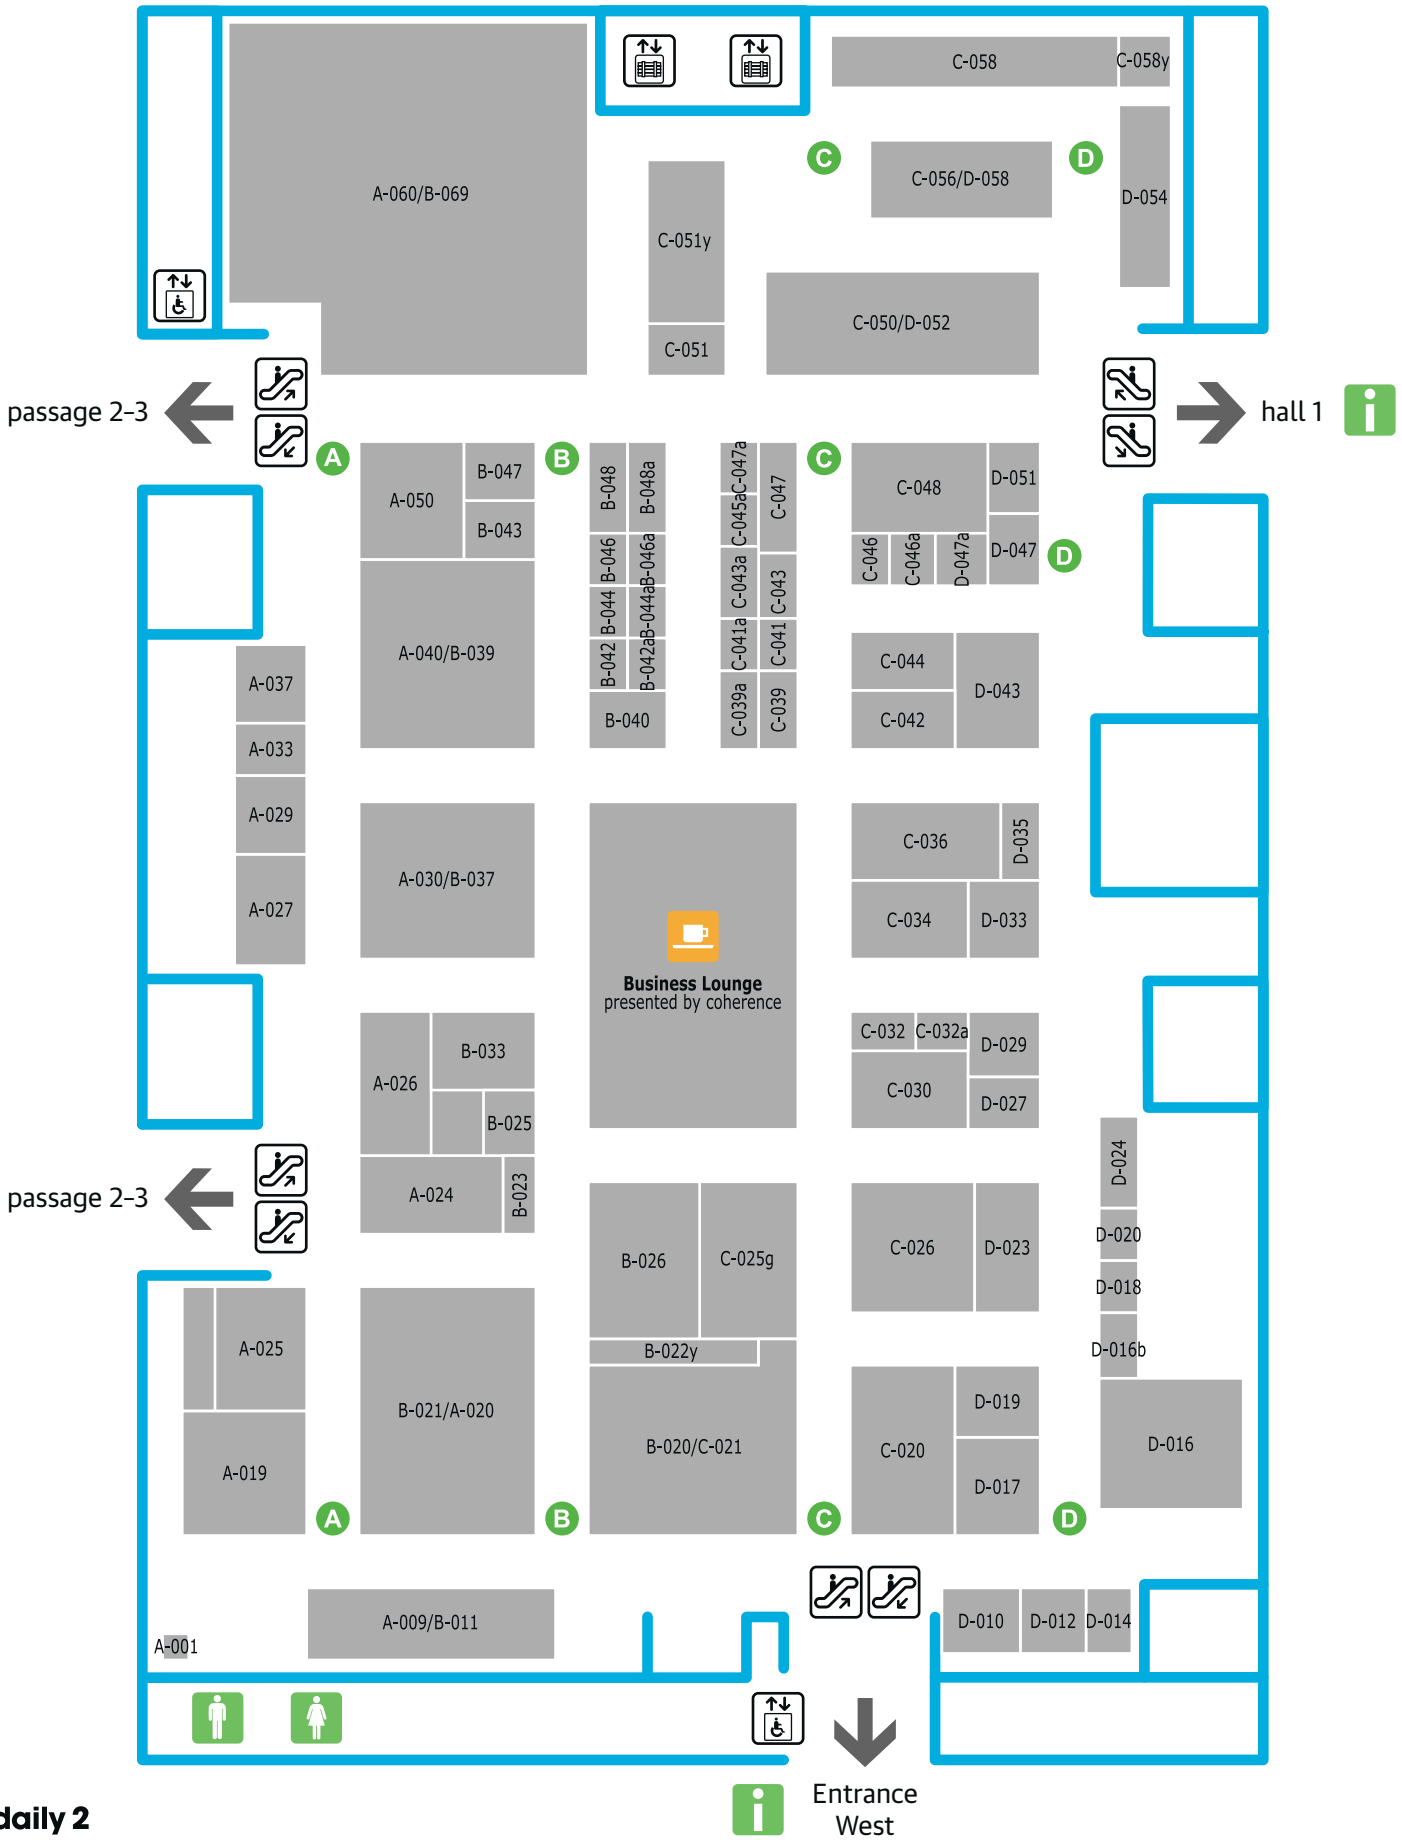 C-058
C-058y
C
D
C-056/D-058
A-060/B-069
D-054
C-051y
C-050/D-052
C-051
passage 2–3
hall 1
A
B
C
A-050
B-047
B-043
B-048
B-048a
C-047a
C-047
C-048
D-051
C-045a
B-046
B-046a
C-043a
C-043
C-046
C-046a
D-047a
D-047
D
B-044
B-044a
A-040/B-039
B-042
B-042a
C-041a
C-041
C-044
D-043
A-037
B-040
C-039a
C-039
C-042
A-033
A-029
A-030/B-037
C-036
D-035
A-027
C-034
D-033
Business Lounge
presented by coherence
C-032
C-032a
D-029
B-033
A-026
C-030
D-027
B-025
D-024
passage 2–3
A-024
B-023
D-020
B-026
C-025g
C-026
D-023
D-018
A-025
B-022y
D-016b
B-021/A-020
D-019
B-020/C-021
C-020
D-016
A-019
D-017
A
B
C
D
A-009/B-011
D-010
D-012
D-014
A-001
Entrance
West
daily 2